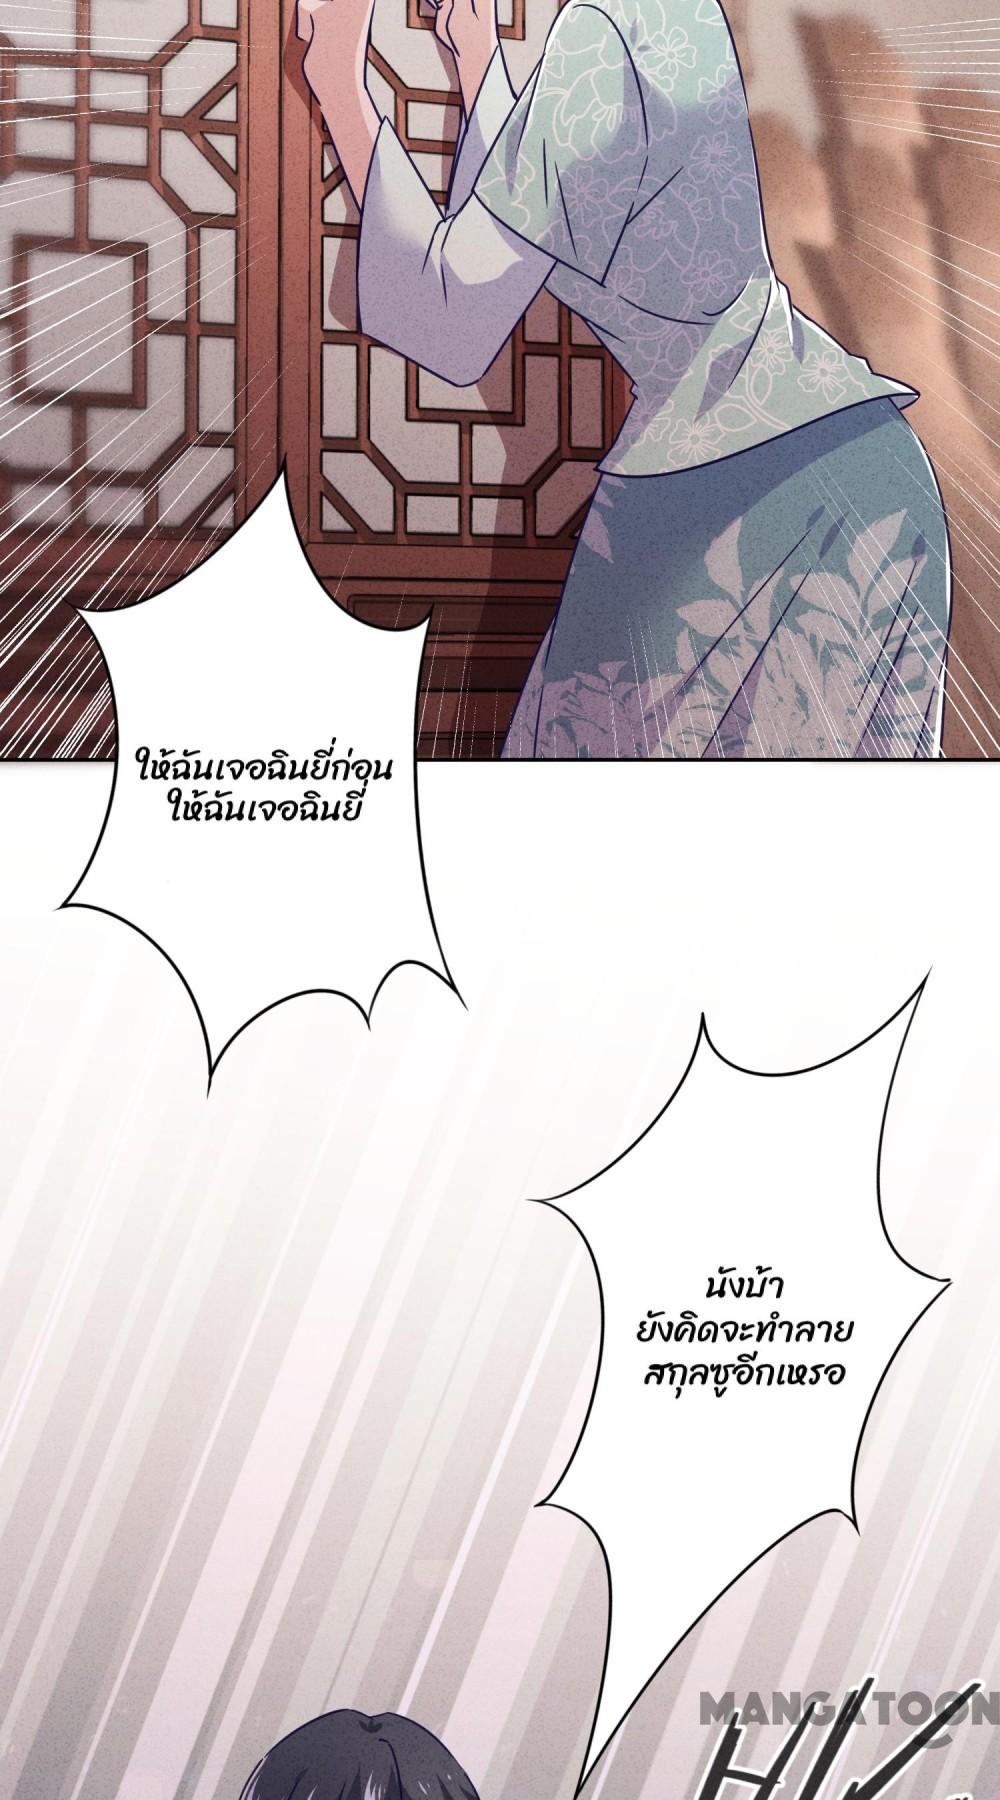 ให้ฉันเจอฉินยี่ก่อน
ให้ฉันเจอฉินยี่
นังบ้า
ยังคิดจะทำลาย
สกุลซูอีกเหรอ
MANGATOON